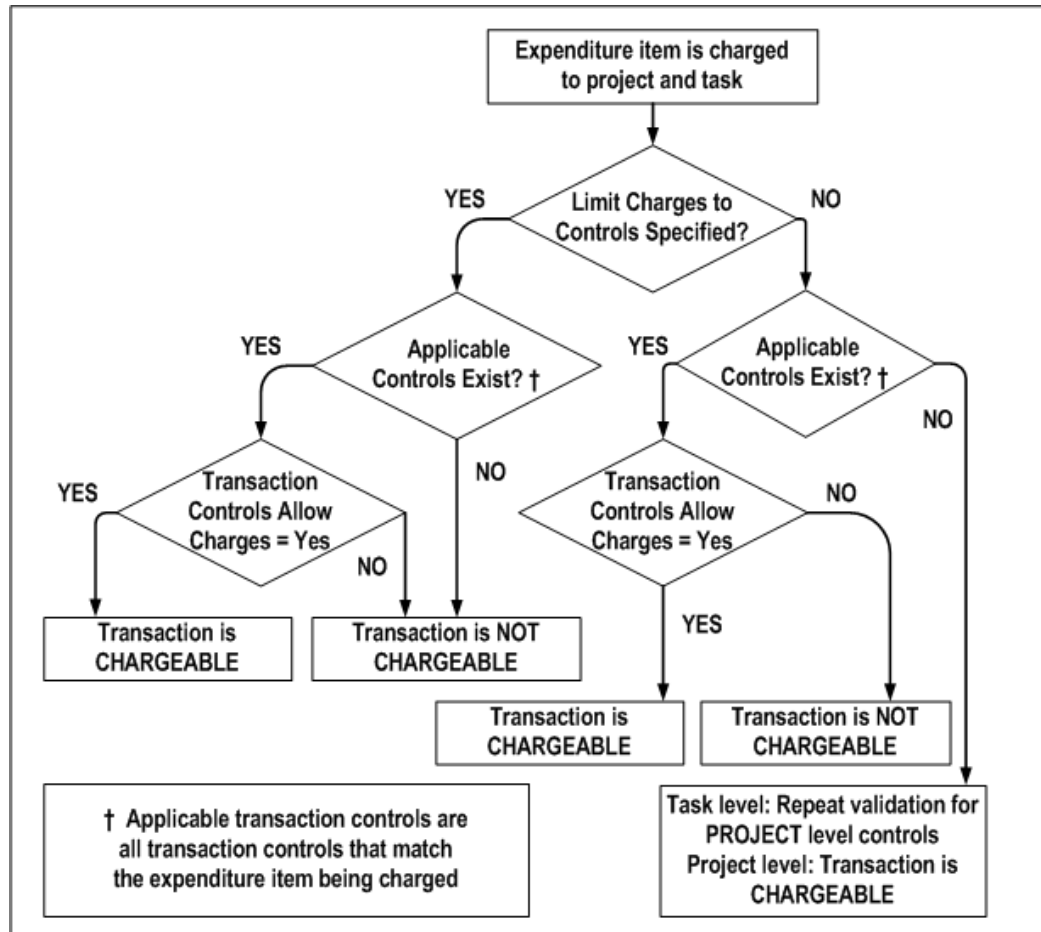 Expenditure item is charged
to project and task
YES
Limit Charges to
Controls Specified?
NO
YES
Applicable
Controls Exist? †
YES
Applicable
Controls Exist? †
NO
YES
Transaction
Controls Allow
Charges = Yes
NO
NO
Transaction
Controls Allow
Charges = Yes
NO
YES
Transaction is
CHARGEABLE
Transaction is NOT
CHARGEABLE
Transaction is
CHARGEABLE
Transaction is NOT
CHARGEABLE
† Applicable transaction controls are
all transaction controls that match
the expenditure item being charged
Task level: Repeat validation for
PROJECT level controls
Project level: Transaction is
CHARGEABLE